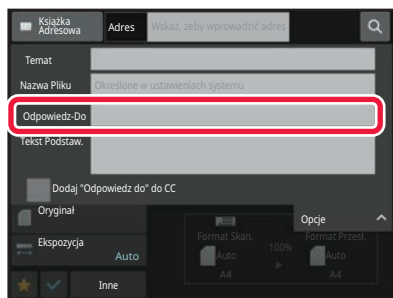 Książka
Adresowa
Adres
Wskaż, żeby wprowadzić adres
Temat
Nazwa Pliku
Określone w ustawieniach systemu
Odpowiedz-Do
Tekst Podstaw.
Dodaj "Odpowiedz do" do CC
Oryginał
Opcje
Ekspozycja
Auto
Format Skan.
100%
Format Przesł.
Auto
Auto
A4
A4
Inne